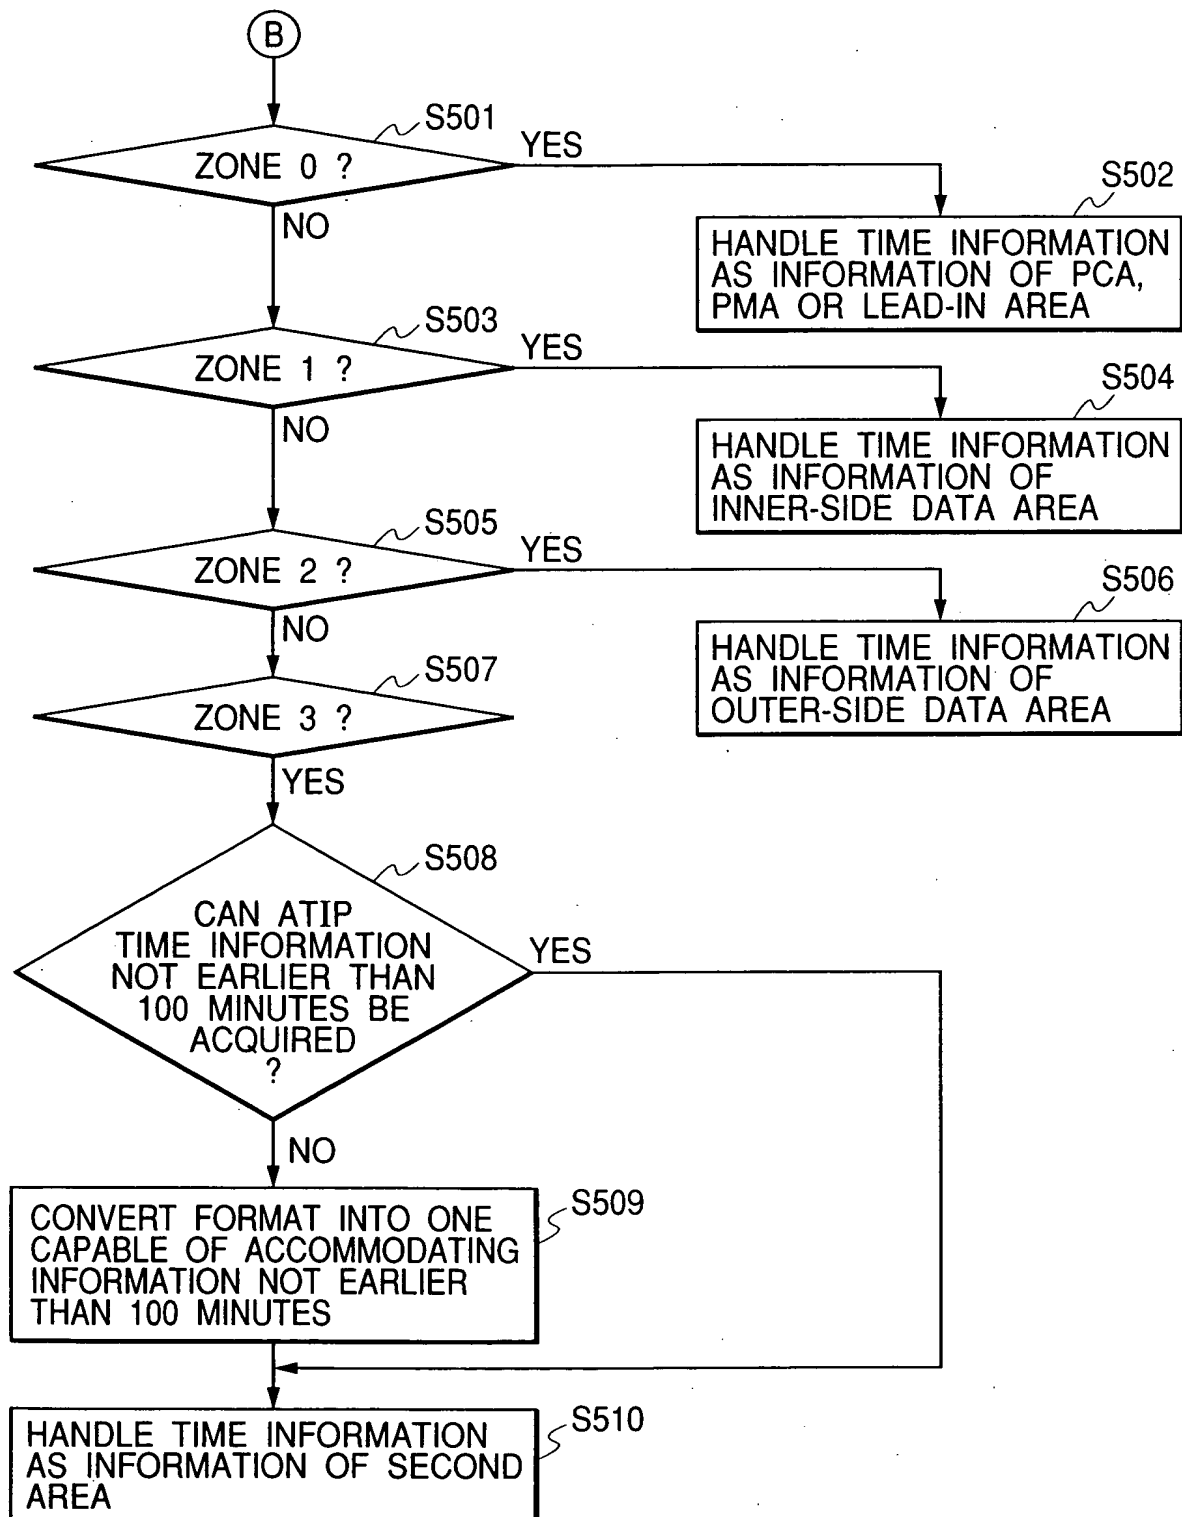 B
S501
ZONE 0 ?
YES
NO
S502
HANDLE TIME INFORMATION
AS INFORMATION OF PCA,
PMA OR LEAD-IN AREA
S503
ZONE 1 ?
YES
NO
S504
HANDLE TIME INFORMATION
AS INFORMATION OF
INNER-SIDE DATA AREA
S505
ZONE 2 ?
YES
NO
S506
HANDLE TIME INFORMATION
AS INFORMATION OF
OUTER-SIDE DATA AREA
S507
ZONE 3 ?
YES
S508
CAN ATIP
TIME INFORMATION
NOT EARLIER THAN
100 MINUTES BE
ACQUIRED
?
YES
NO
S509
CONVERT FORMAT INTO ONE
CAPABLE OF ACCOMMODATING
INFORMATION NOT EARLIER
THAN 100 MINUTES
S510
HANDLE TIME INFORMATION
AS INFORMATION OF SECOND
AREA